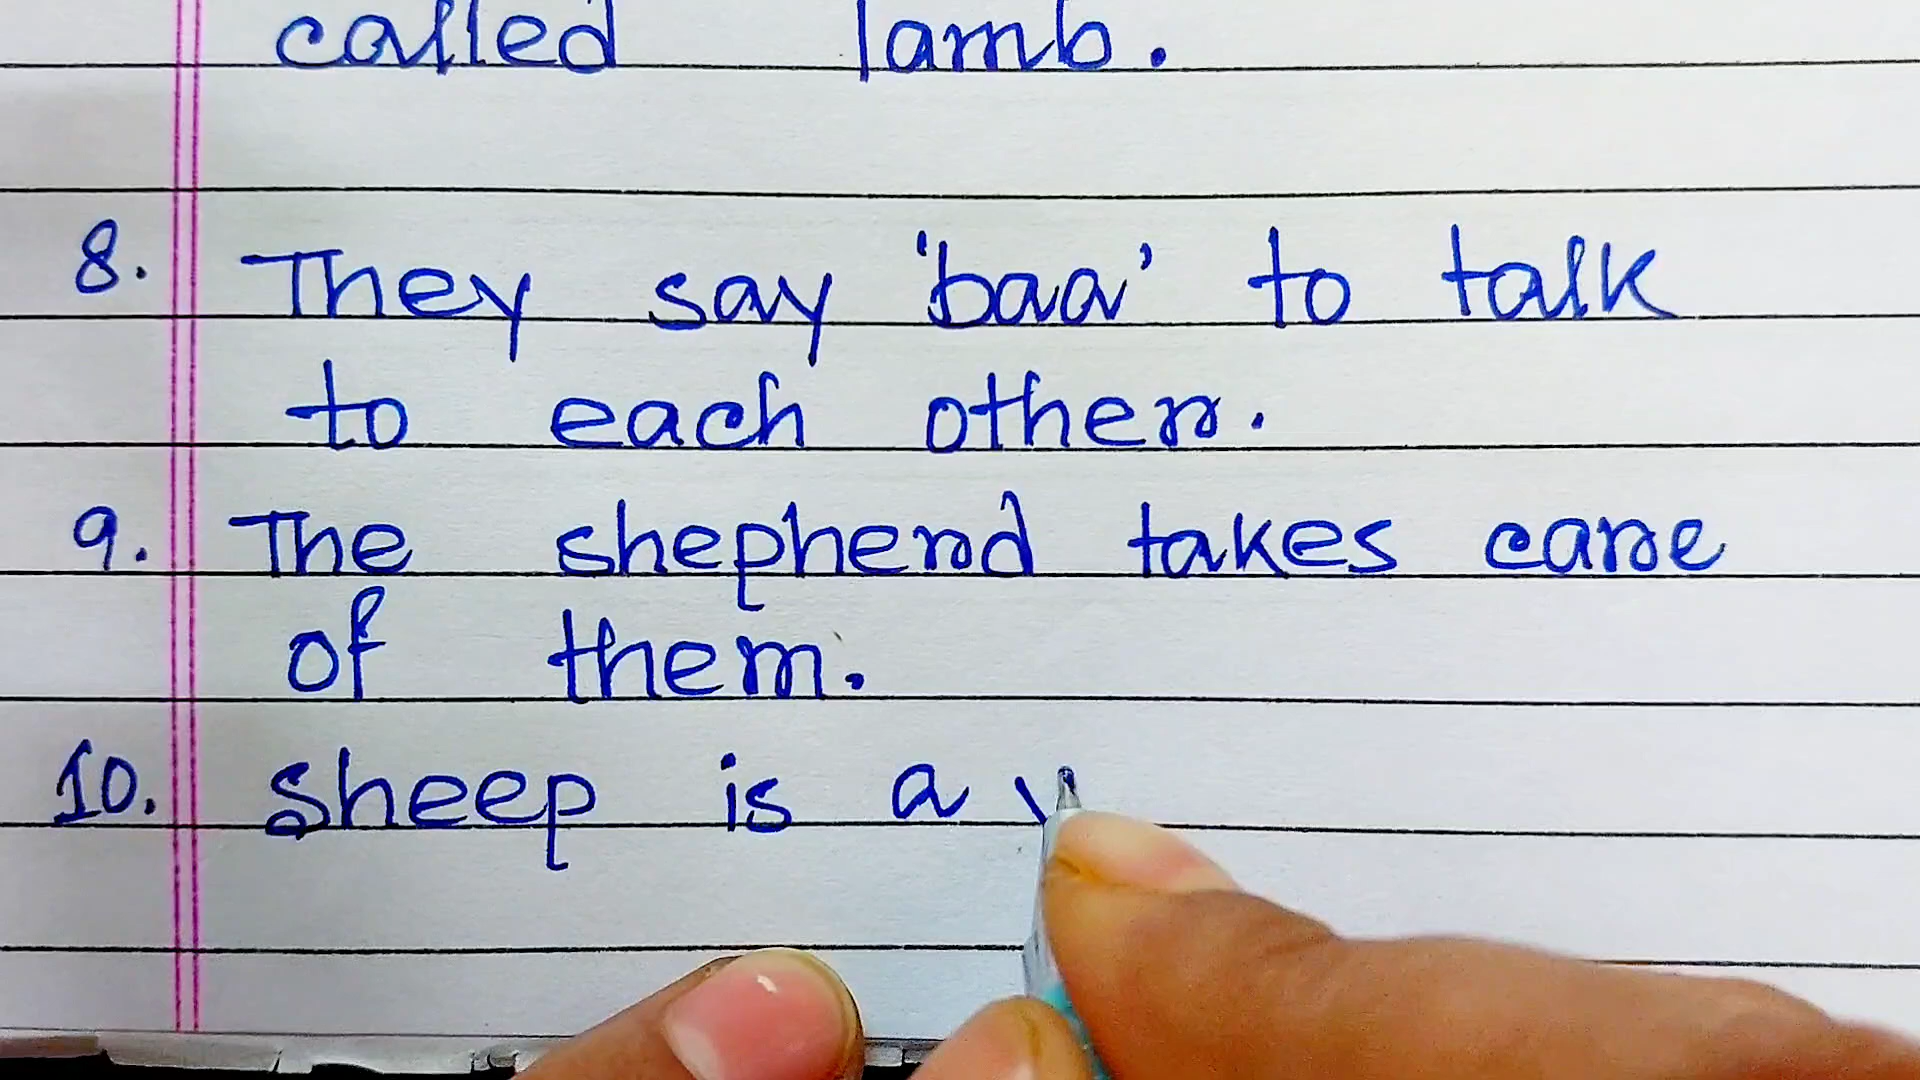 called lamb.
8. They say 'baa' to talk
to each other.
9. The shepherd takes care
of them.
10. Sheep is a